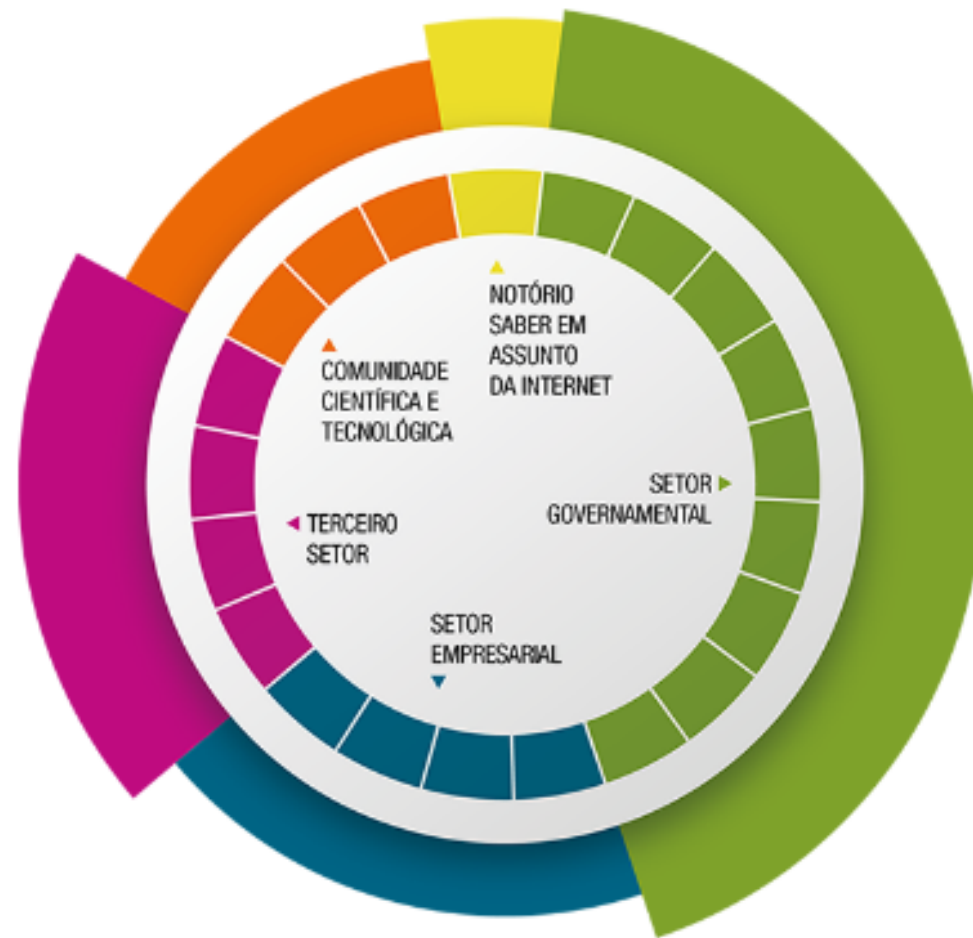 NOTÓRIO
SABER EM
ASSUNTO
DA INTERNET
COMUNIDADE
CIENTÍFICA E
TECNOLÓGICA
SETOR
GOVERNAMENTAL
TERCEIRO
SETOR
SETOR
EMPRESARIAL